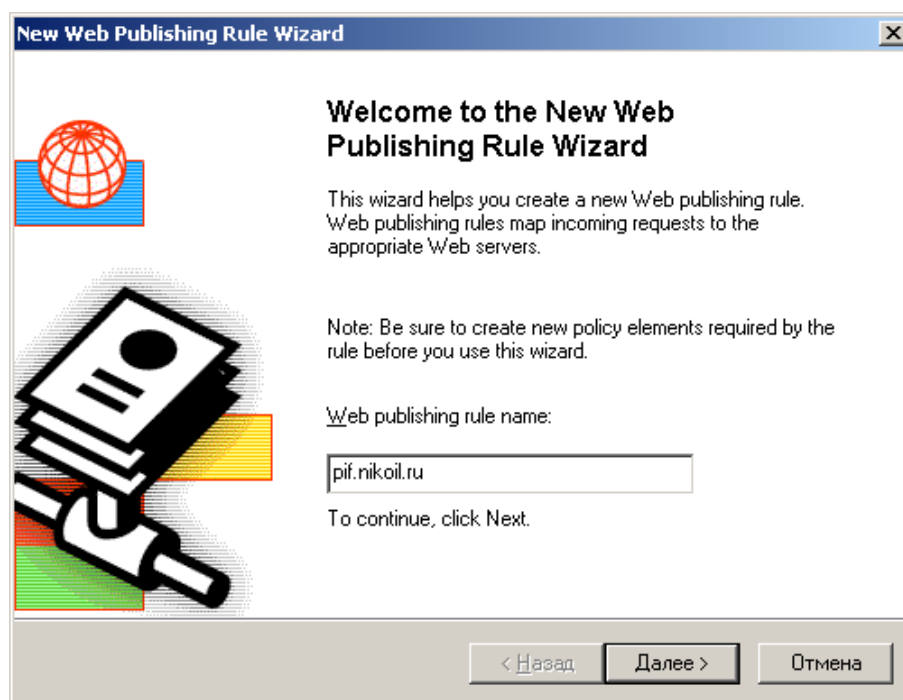 New Web Publishing Rule Wizard
Welcome to the New Web
Publishing Rule Wizard
This wizard helps you create a new Web publishing rule.
Web publishing rules map incoming requests to the
appropriate Web servers.
Note: Be sure to create new policy elements required by the
rule before you use this wizard.
Web publishing rule name:
pif.nikoil.ru
To continue, click Next.
< Назад Далее > Отмена